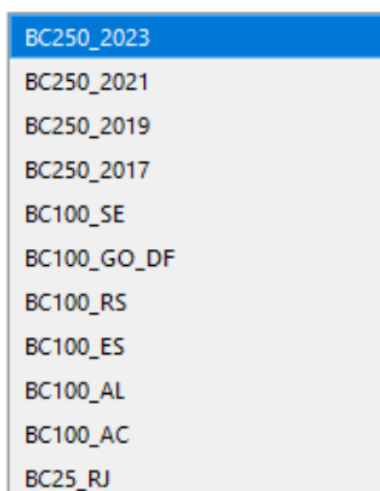 BC250_2023
BC250_2021
BC250_2019
BC250_2017
BC100_SE
BC100_GO_DF
BC100_RS
BC100_ES
BC100_AL
BC100_AC
BC25_RJ